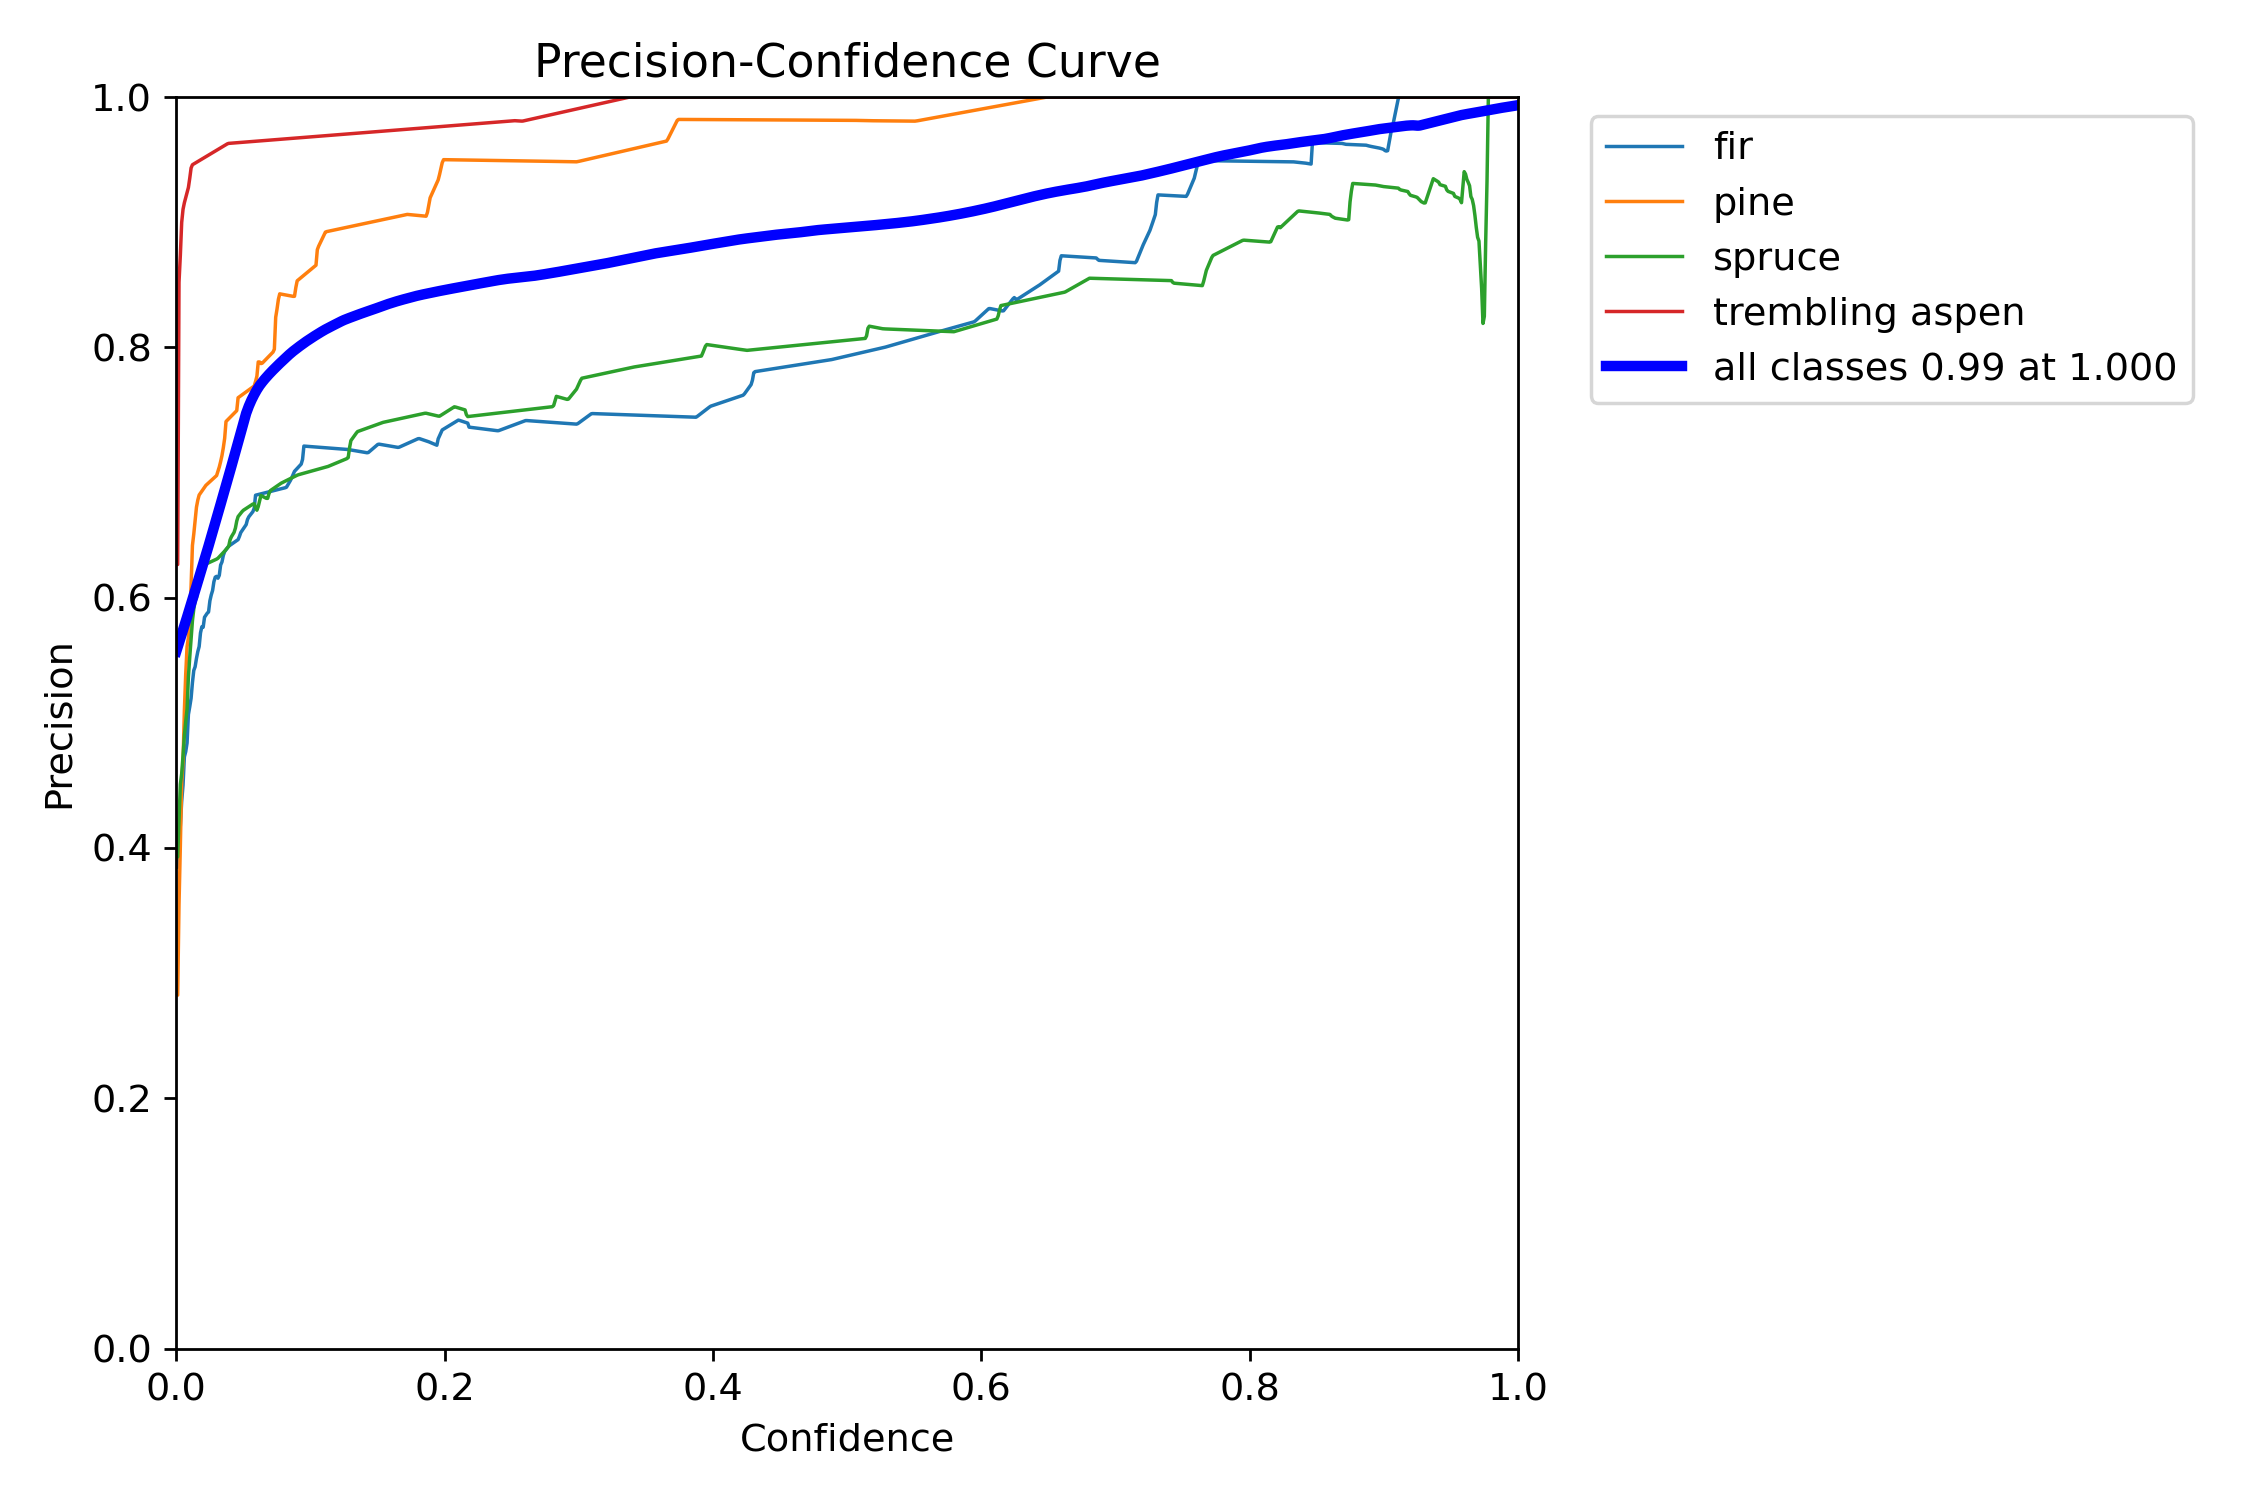 Precision-Confidence Curve
1.0
0.8
0.6
0.4
0.2
0.0
Precision
0.0 0.2 0.4 0.6 0.8 1.0
Confidence
fir
pine
spruce
trembling aspen
all classes 0.99 at 1.000